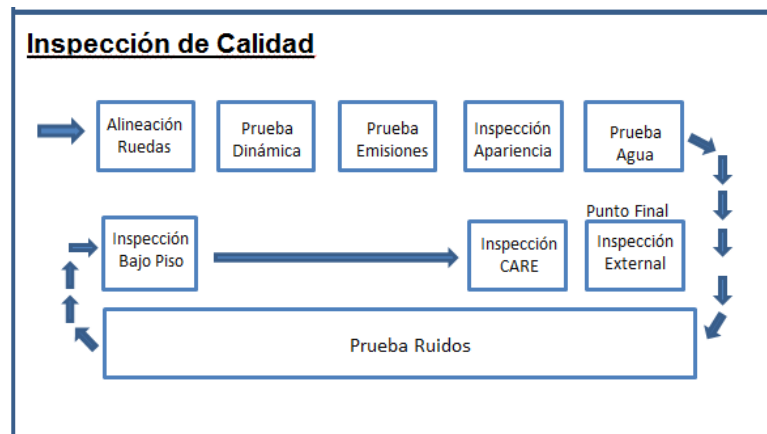 Inspección de Calidad
Alineación
Ruedas
Prueba
Dinámica
Prueba
Emisiones
Inspección
Apariencia
Prueba
Agua
Inspección
Bajo Piso
Inspección
CARE
Punto Final
Inspección
External
Prueba Ruidos